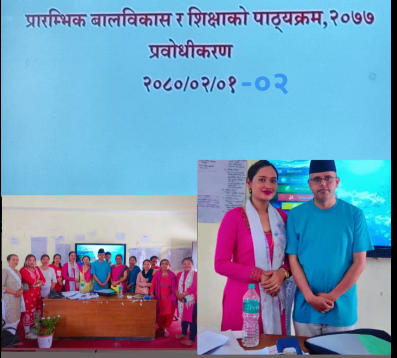 प्रारम्भिक बालविकास र शिक्षाको पाठ्यक्रम,२०७७
प्रवोधीकरण
२०८०/०२/०१-०२